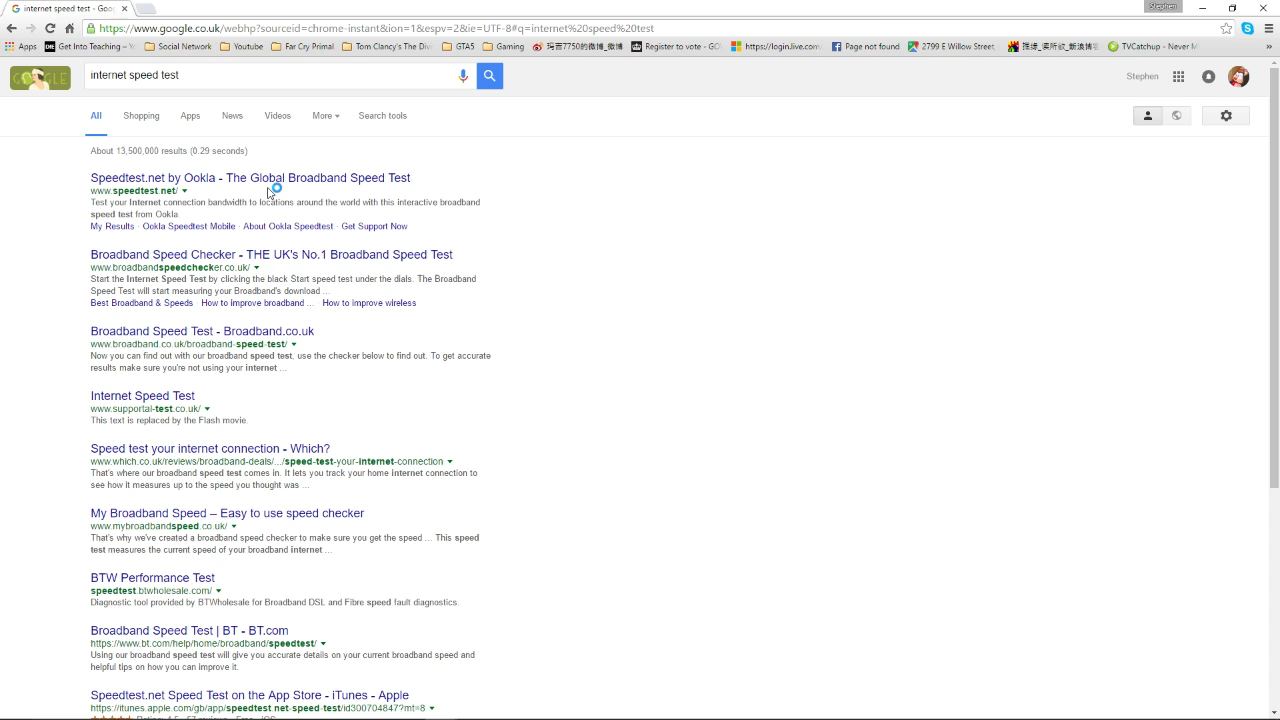 internet speed test - Goo
Stephen
https://www.google.co.uk/webhp?sourceid=chrome-instant&ion=1&espv=2&ie=UTF-8#q=internet%20speed%20test
Apps Get Into Teaching Social Network Youtube Far Cry Primal Tom Clancy's The Div GTA5 Gaming Register to vote - GO https://login.live.com Page not found 2799 E Willow Street, TVCatchup - Never M
GOOGLE
internet speed test
Stephen
All Shopping Apps News Videos More Search tools
About 13,500,000 results (0.29 seconds)
Speedtest.net by Ookla - The Global Broadband Speed Test
www.speedtest.net/
Test your Internet connection bandwidth to locations around the world with this interactive broadband
speed test from Ookla
My Results · Ookla Speedtest Mobile · About Ookla Speedtest · Get Support Now
Broadband Speed Checker - THE UK's No.1 Broadband Speed Test
www.broadbandspeedchecker.co.uk/
Start the Internet Speed Test by clicking the black Start speed test under the dials. The Broadband
Speed Test will start measuring your Broadband's download ...
Best Broadband & Speeds · How to improve broadband ... · How to improve wireless
Broadband Speed Test - Broadband.co.uk
www.broadband.co.uk/broadband-speed-test/
Now you can find out with our broadband speed test, use the checker below to find out. To get accurate
results make sure you're not using your internet ...
Internet Speed Test
www.supportal-test.co.uk/
This text is replaced by the Flash movie.
Speed test your internet connection - Which?
www.which.co.uk/reviews/broadband-deals/.../speed-test-your-internet-connection
That's where our broadband speed test comes in. It lets you track your home internet connection to
see how it measures up to the speed you thought was ...
My Broadband Speed – Easy to use speed checker
www.mybroadbandspeed.co.uk/
That's why we've created a broadband speed checker to make sure you get the speed ... This speed
test measures the current speed of your broadband internet ...
BTW Performance Test
speedtest.btwholesale.com/
Diagnostic tool provided by BTWholesale for Broadband DSL and Fibre speed fault diagnostics.
Broadband Speed Test | BT - BT.com
https://www.bt.com/help/home/broadband/speedtest/
Using our broadband speed test will give you accurate details on your current broadband speed and
helpful tips on how you can improve it.
Speedtest.net Speed Test on the App Store - iTunes - Apple
https://itunes.apple.com/gb/app/speedtest.net-speed-test/id300704847?mt=8